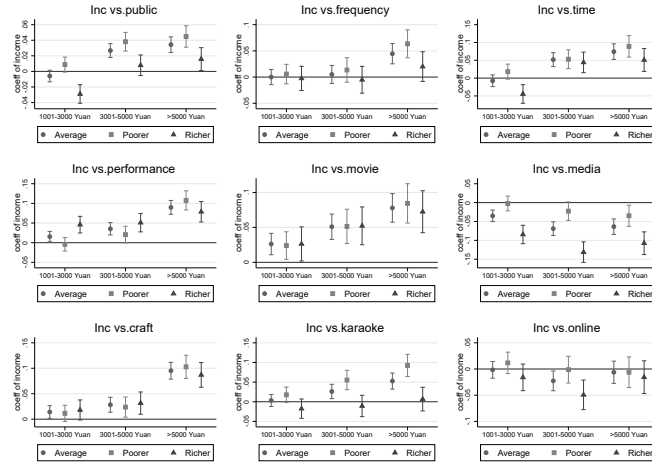 Inc vs.public
coeff of income
-.04 -.02 0 .02 .04 .06
1001-3000 Yuan 3001-5000 Yuan >5000 Yuan
Average Poorer Richer
Inc vs.frequency
coeff of income
-.05 0 .05 .1
1001-3000 Yuan 3001-5000 Yuan >5000 Yuan
Average Poorer Richer
Inc vs.time
coeff of income
-.05 0 .05 .1 .15
1001-3000 Yuan 3001-5000 Yuan >5000 Yuan
Average Poorer Richer
Inc vs.performance
coeff of income
-.05 0 .05 .1 .15
1001-3000 Yuan 3001-5000 Yuan >5000 Yuan
Average Poorer Richer
Inc vs.movie
coeff of income
0 .05 .1
1001-3000 Yuan 3001-5000 Yuan >5000 Yuan
Average Poorer Richer
Inc vs.media
coeff of income
-.15 -.1 -.05 0 .05
1001-3000 Yuan 3001-5000 Yuan >5000 Yuan
Average Poorer Richer
Inc vs.craft
coeff of income
0 .05 .1 .15
1001-3000 Yuan 3001-5000 Yuan >5000 Yuan
Average Poorer Richer
Inc vs.karaoke
coeff of income
-.05 0 .05 .1 .15
1001-3000 Yuan 3001-5000 Yuan >5000 Yuan
Average Poorer Richer
Inc vs.online
coeff of income
-.1 -.05 0 .05
1001-3000 Yuan 3001-5000 Yuan >5000 Yuan
Average Poorer Richer